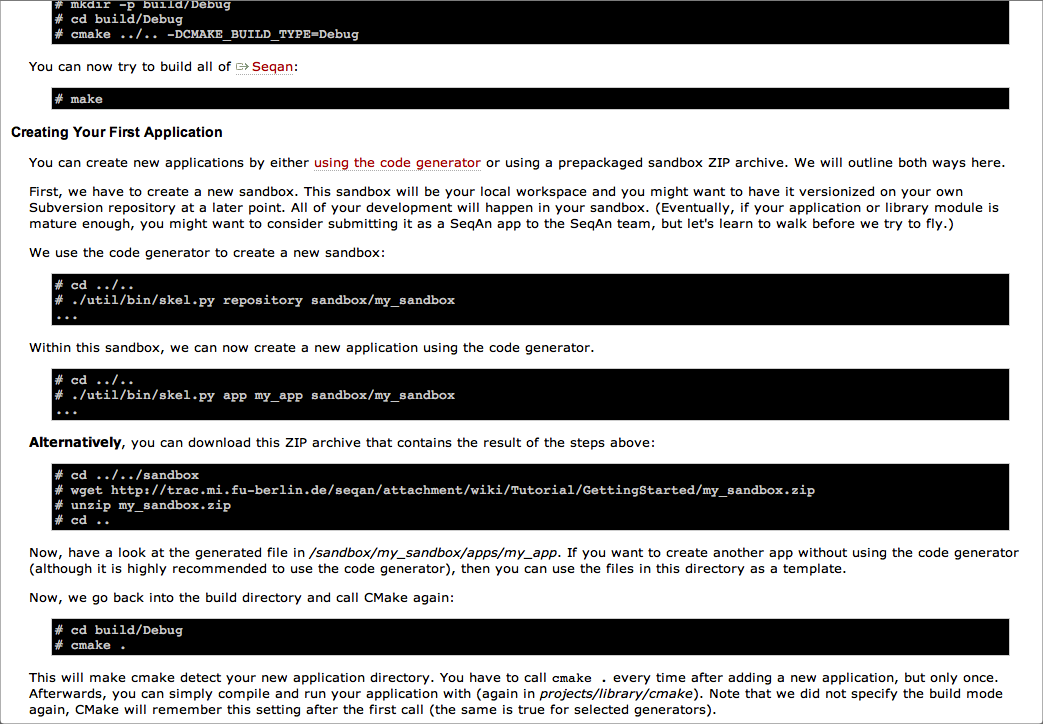 # mkdir -p build/Debug
# cd build/Debug
# cmake ../.. -DCMAKE_BUILD_TYPE=Debug
You can now try to build all of Seqan:
# make
Creating Your First Application
You can create new applications by either using the code generator or using a prepackaged sandbox ZIP archive. We will outline both ways here.
First, we have to create a new sandbox. This sandbox will be your local workspace and you might want to have it versionized on your own
Subversion repository at a later point. All of your development will happen in your sandbox. (Eventually, if your application or library module is
mature enough, you might want to consider submitting it as a SeqAn app to the SeqAn team, but let's learn to walk before we try to fly.)
We use the code generator to create a new sandbox:
# cd ../..
# ./util/bin/skel.py repository sandbox/my_sandbox
...
Within this sandbox, we can now create a new application using the code generator.
# cd ../..
# ./util/bin/skel.py app my_app sandbox/my_sandbox
...
Alternatively, you can download this ZIP archive that contains the result of the steps above:
# cd ../../sandbox
# wget http://trac.mi.fu-berlin.de/seqan/attachment/wiki/Tutorial/GettingStarted/my_sandbox.zip
# unzip my_sandbox.zip
# cd ..
Now, have a look at the generated file in /sandbox/my_sandbox/apps/my_app. If you want to create another app without using the code generator
(although it is highly recommended to use the code generator), then you can use the files in this directory as a template.
Now, we go back into the build directory and call CMake again:
# cd build/Debug
# cmake .
This will make cmake detect your new application directory. You have to call cmake . every time after adding a new application, but only once.
Afterwards, you can simply compile and run your application with (again in projects/library/cmake). Note that we did not specify the build mode
again, CMake will remember this setting after the first call (the same is true for selected generators).